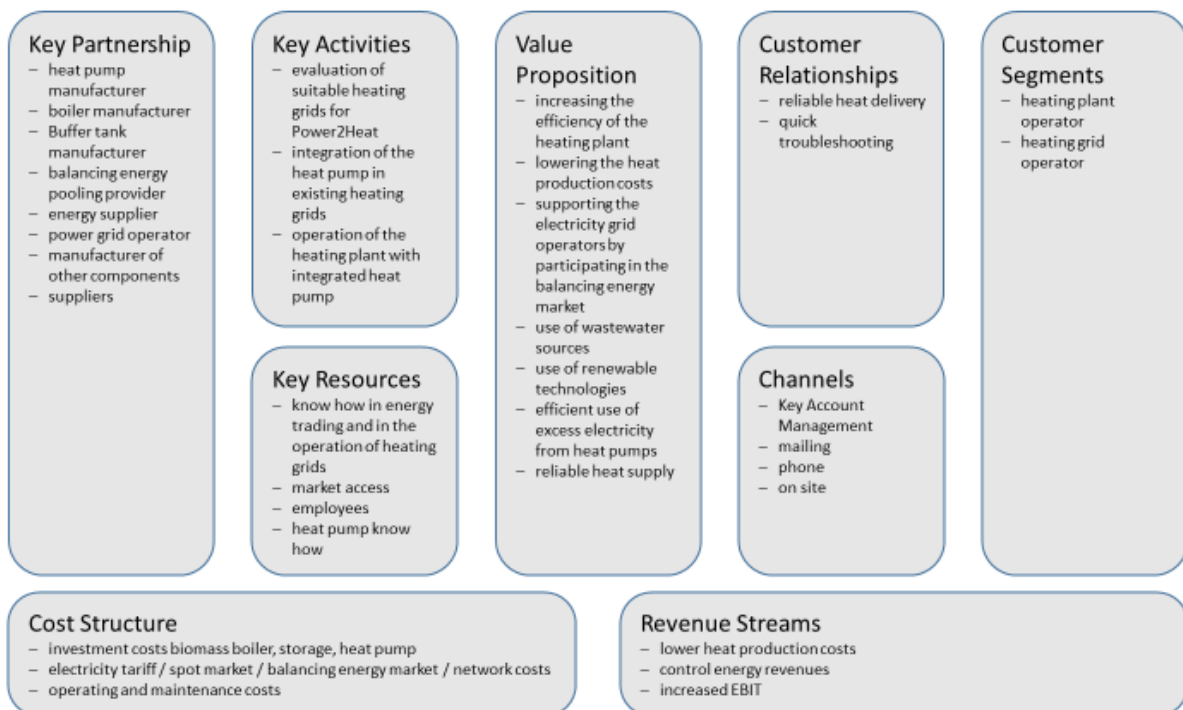 Key Partnership
– heat pump
manufacturer
– boiler manufacturer
– Buffer tank
manufacturer
– balancing energy
pooling provider
– energy supplier
– power grid operator
– manufacturer of
other components
– suppliers
Key Activities
– evaluation of
suitable heating
grids for
Power2Heat
– integration of the
heat pump in
existing heating
grids
– operation of the
heating plant with
integrated heat
pump
Key Resources
– know how in energy
trading and in the
operation of heating
grids
– market access
– employees
– heat pump know
how
Value
Proposition
– increasing the
efficiency of the
heating plant
– lowering the heat
production costs
– supporting the
electricity grid
operators by
participating in the
balancing energy
market
– use of wastewater
sources
– use of renewable
technologies
– efficient use of
excess electricity
from heat pumps
– reliable heat supply
Customer
Relationships
– reliable heat delivery
– quick
troubleshooting
Channels
– Key Account
Management
– mailing
– phone
– on site
Customer
Segments
– heating plant
operator
– heating grid
operator
Cost Structure
– investment costs biomass boiler, storage, heat pump
– electricity tariff / spot market / balancing energy market / network costs
– operating and maintenance costs
Revenue Streams
– lower heat production costs
– control energy revenues
– increased EBIT